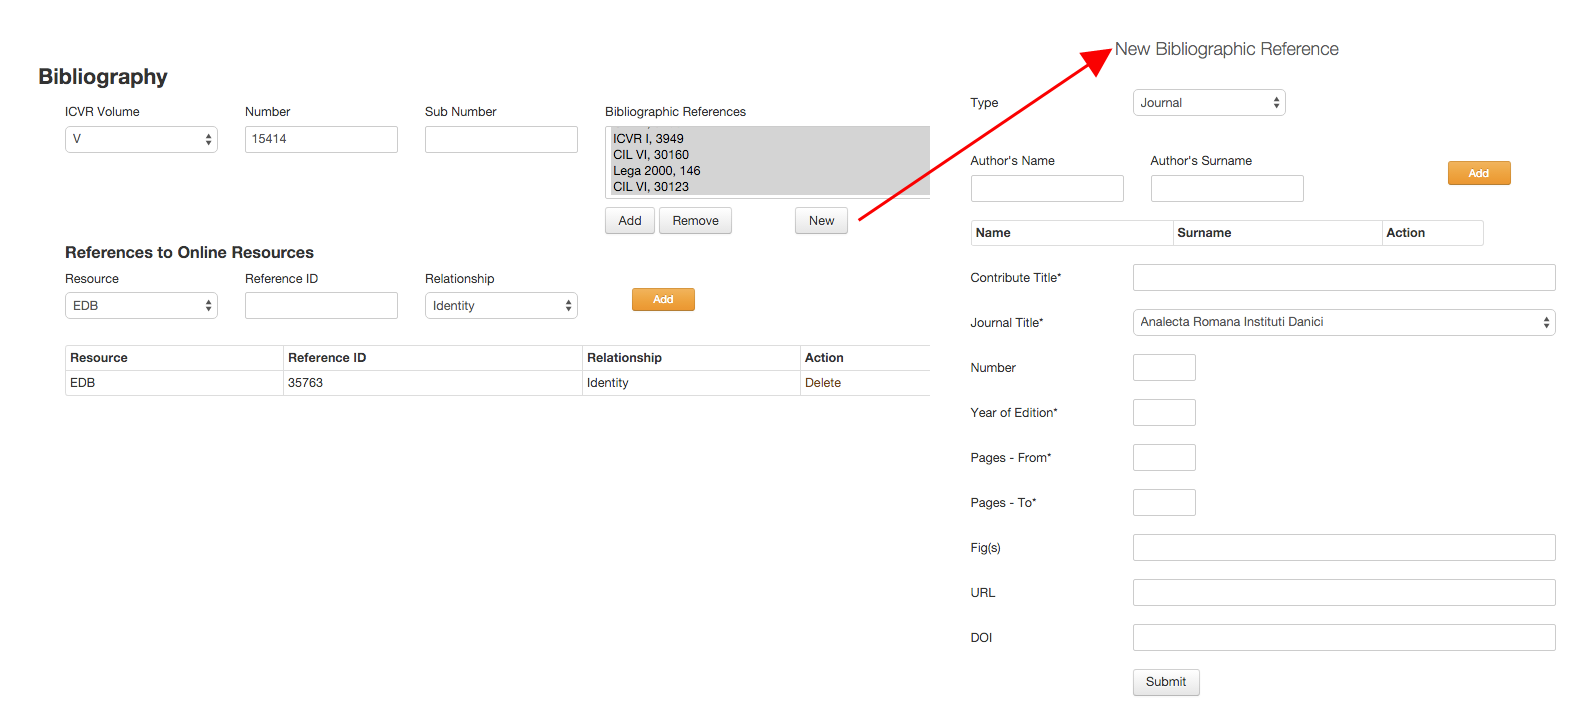 Bibliography
ICVR Volume Number Sub Number Bibliographic References
V 15414
ICVR I, 3949
CIL VI, 30160
Lega 2000, 146
CIL VI, 30123
Add Remove New
References to Online Resources
Resource Reference ID Relationship
EDB Identity Add
Resource Reference ID Relationship Action
EDB 35763 Identity Delete
New Bibliographic Reference
Type Journal
Author's Name Author's Surname
Add
Name Surname Action
Contribute Title*
Journal Title* Analecta Romana Instituti Danici
Number
Year of Edition*
Pages - From*
Pages - To*
Fig(s)
URL
DOI
Submit